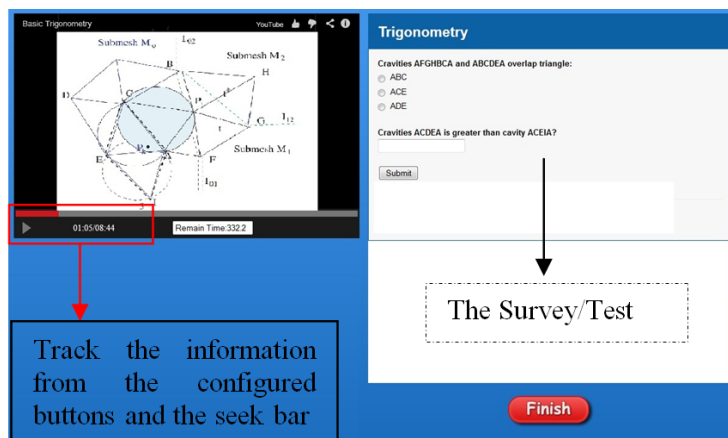 Basic Trigonometry
YouTube
I02
Submesh M
Submesh M2
B
H
D
C
P
G
I12
t
Submesh M1
E
F
I01
3
01:05/08:44
Remain Time:332.2
Track the information
from the configured
buttons and the seek bar
Trigonometry
Cravities AFGHBCA and ABCDEA overlap triangle:
ABC
ACE
ADE
Cravities ACDEA is greater than cavity ACEIA?
Submit
The Survey/Test
Finish